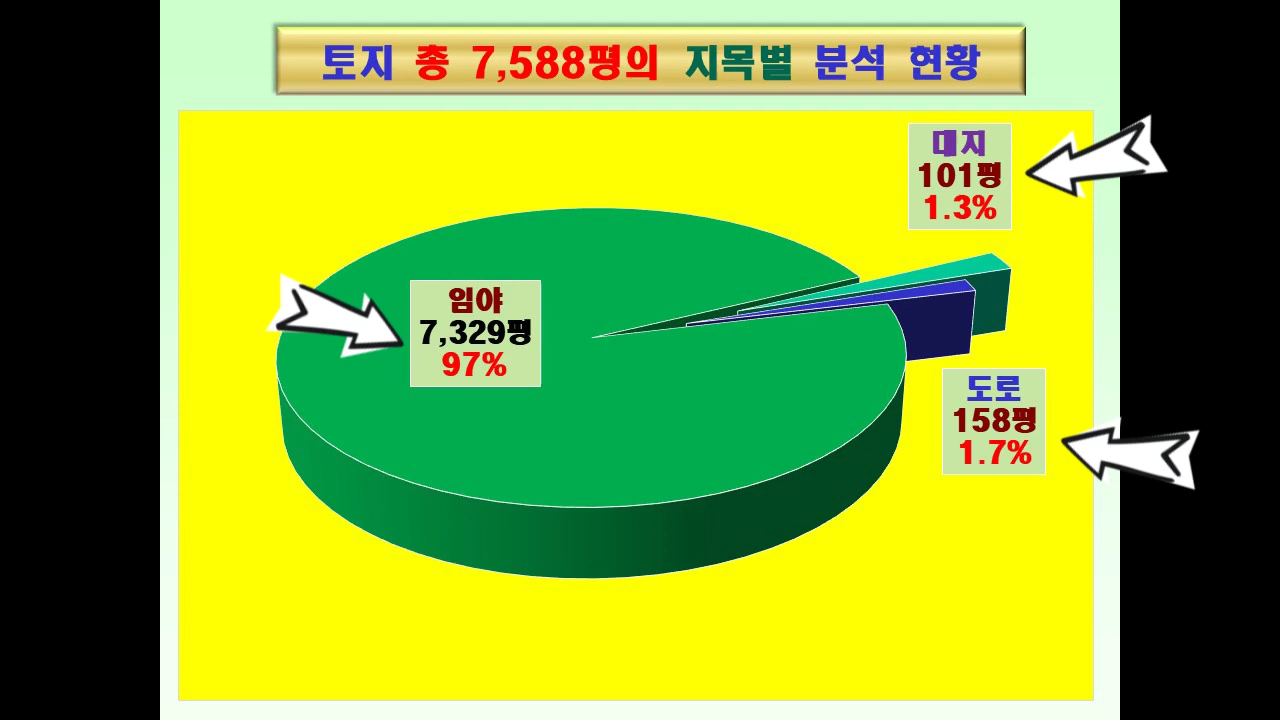 토지 총 7,588평의 지목별 분석 현황
대지
101평
1.3%
임야
7,329평
97%
도로
158평
1.7%